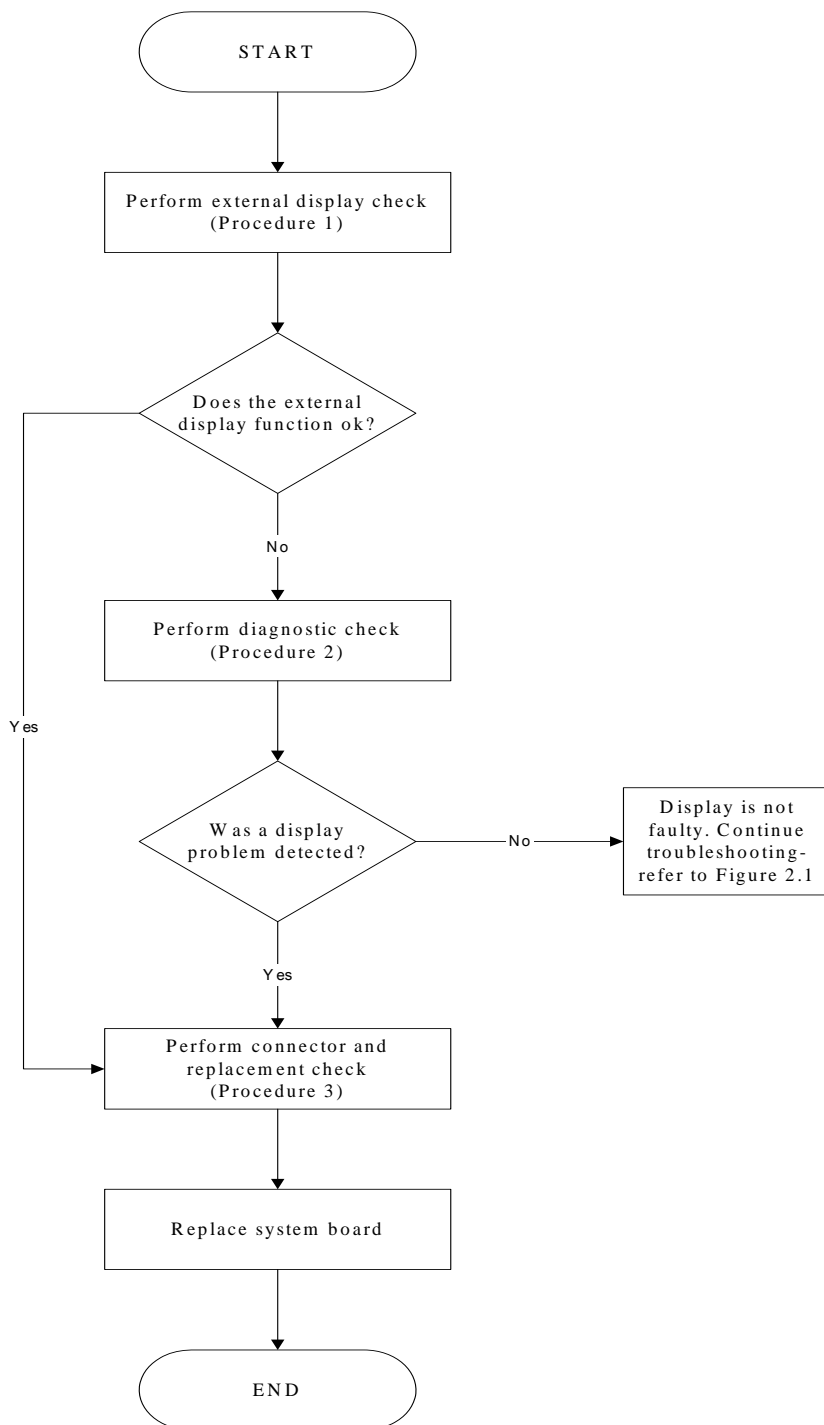 START
Perform external display check
(Procedure 1)
Does the external
display function ok?
No
Yes
Perform diagnostic check
(Procedure 2)
Was a display
problem detected?
No
Display is not
faulty. Continue
troubleshooting-
refer to Figure 2.1
Yes
Perform connector and
replacement check
(Procedure 3)
Replace system board
END